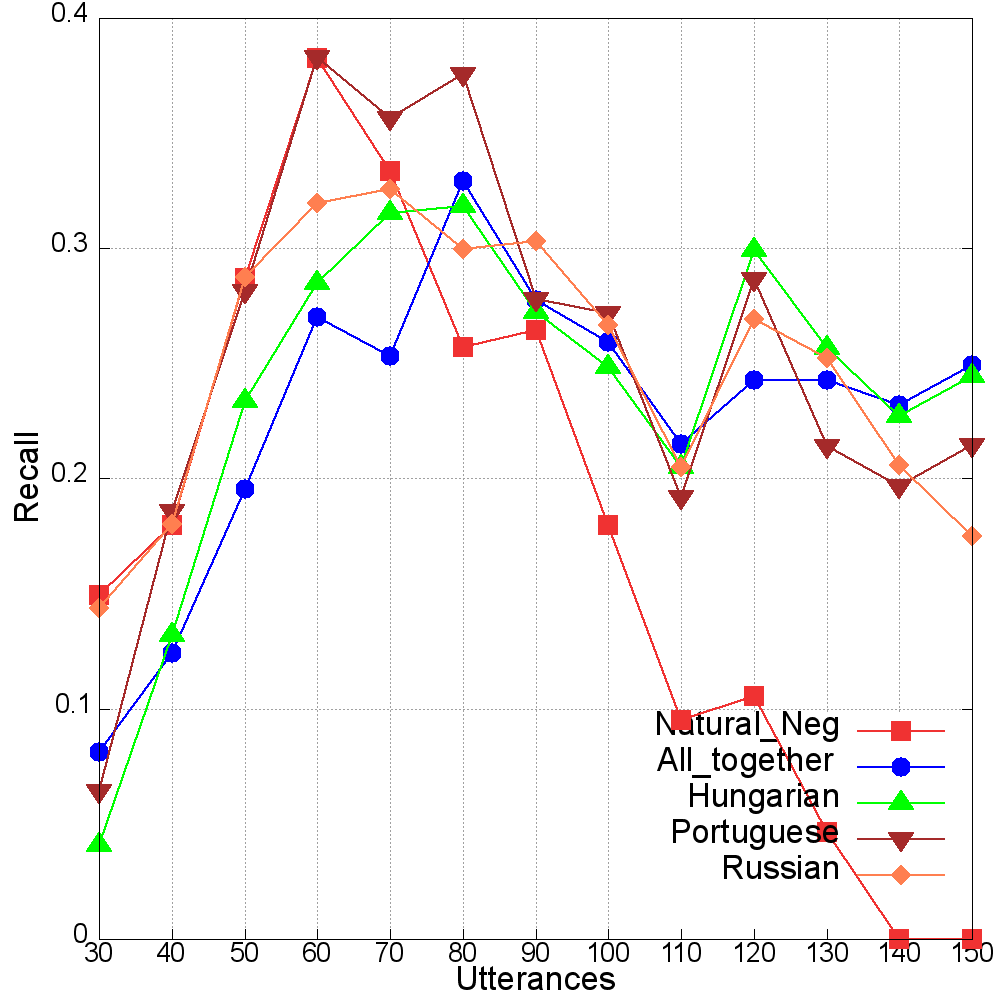 0.4
0.3
0.2
0.1
0
Recall
30 40 50 60 70 80 90 100 110 120 130 140 150
Utterances
Natural_Neg
All_together
Hungarian
Portuguese
Russian